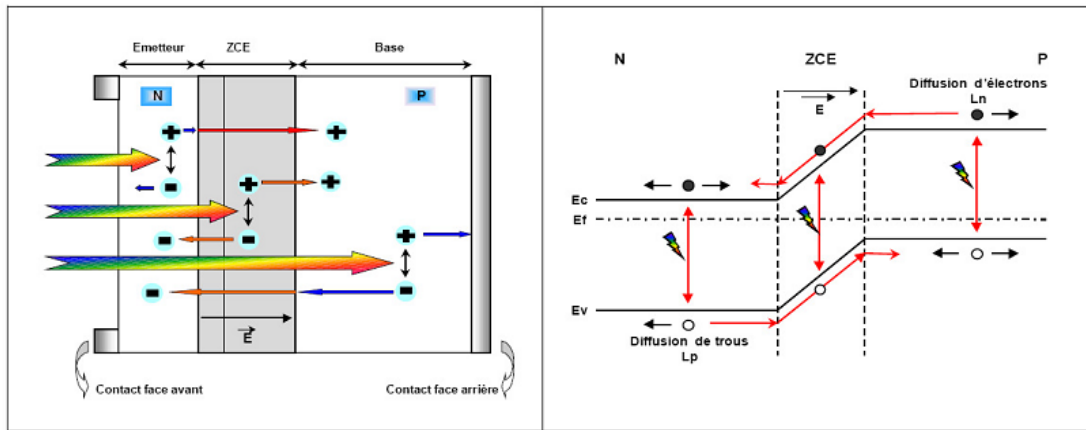 Emetteur ZCE Base
N P
E
Contact face avant Contact face arrière
N ZCE P
E
Diffusion d'électrons
Ln
Ec
Ef
Ev
Diffusion de trous
Lp